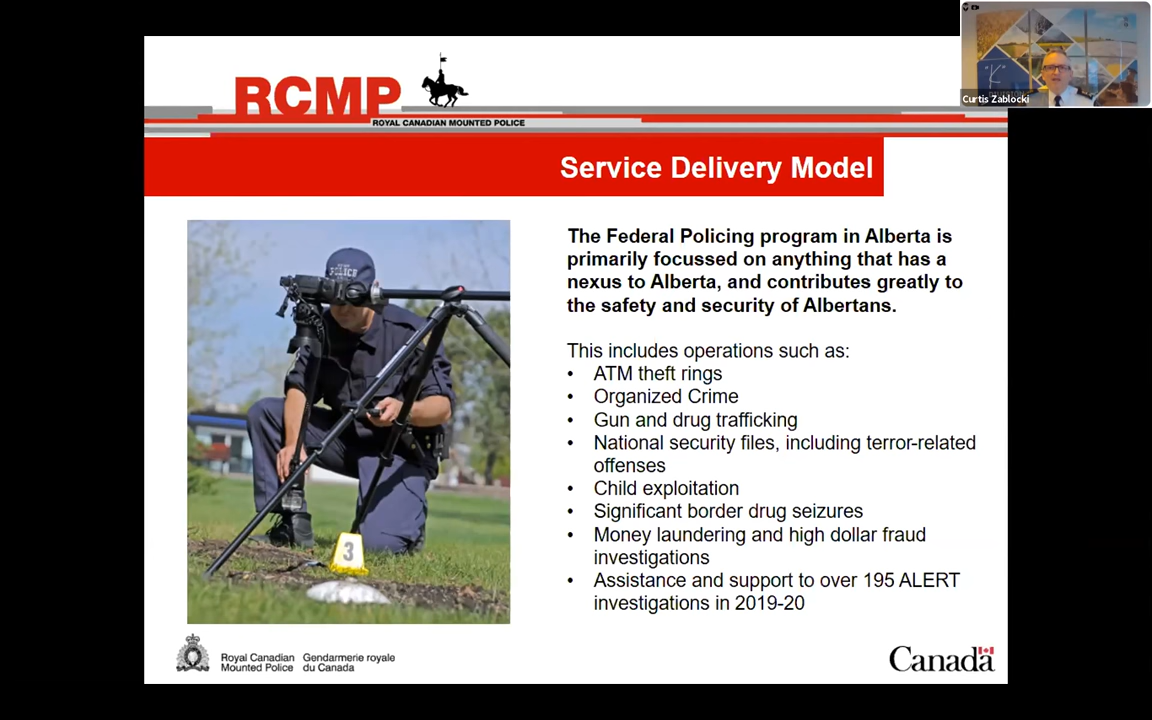 Curtis Zablocki
RCMP
ROYAL CANADIAN MOUNTED POLICE
Service Delivery Model
POLICE
3
The Federal Policing program in Alberta is
primarily focussed on anything that has a
nexus to Alberta, and contributes greatly to
the safety and security of Albertans.
This includes operations such as:
• ATM theft rings
• Organized Crime
• Gun and drug trafficking
• National security files, including terror-related
offenses
• Child exploitation
• Significant border drug seizures
• Money laundering and high dollar fraud
investigations
• Assistance and support to over 195 ALERT
investigations in 2019-20
Royal Canadian Gendarmerie royale
Mounted Police du Canada
Canada